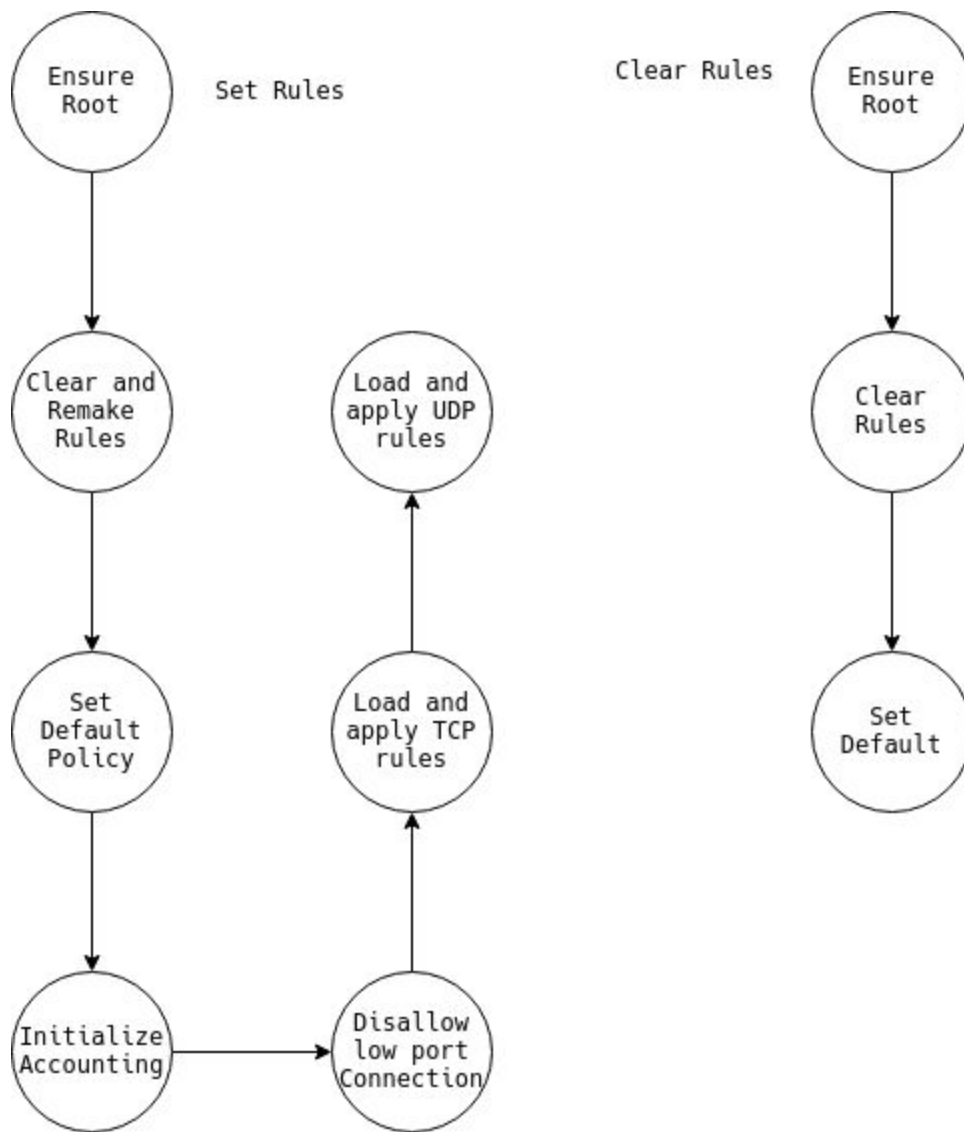 Ensure
Root
Set Rules
Clear and
Remake
Rules
Set
Default
Policy
Initialize
Accounting
Disallow
low port
Connection
Load and
apply TCP
rules
Load and
apply UDP
rules
Clear Rules
Ensure
Root
Clear
Rules
Set
Default